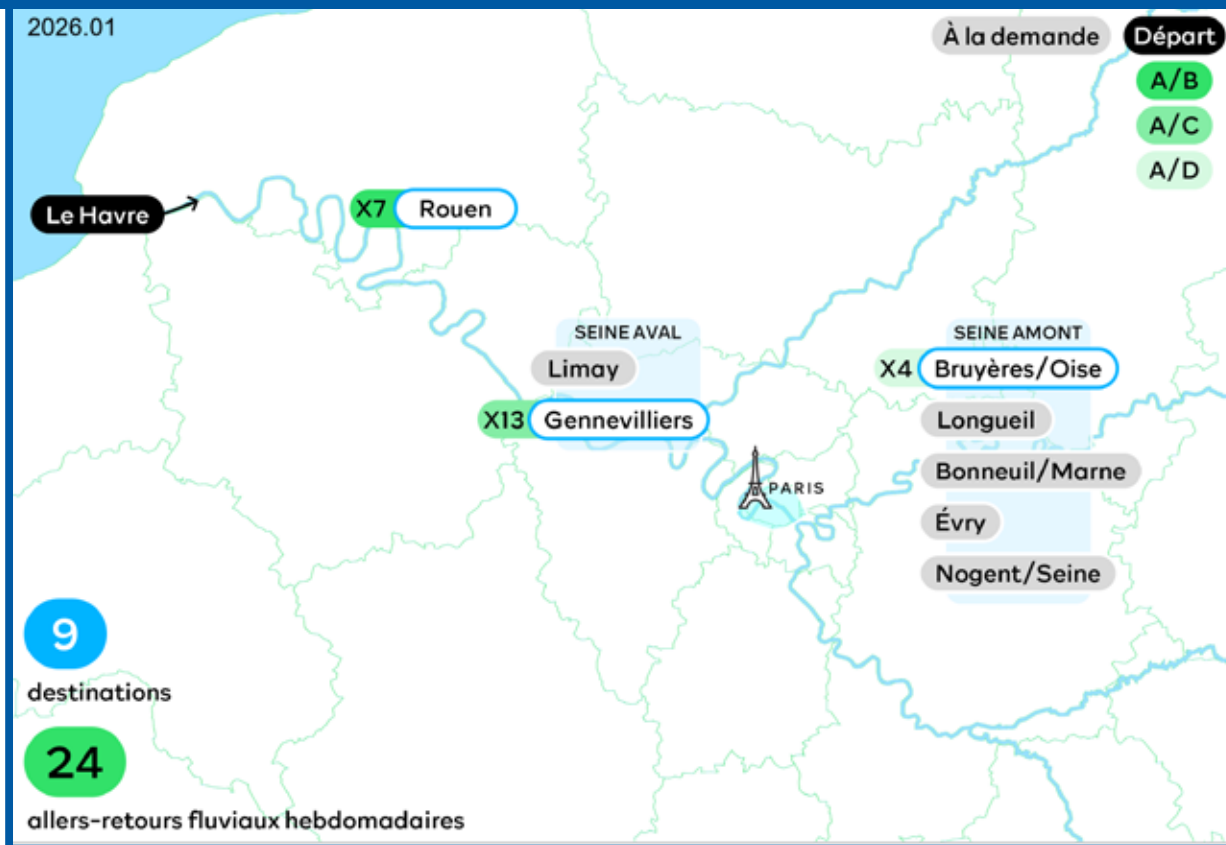 2026.01
À la demande
Départ
A/B
A/C
A/D
Le Havre
X7 Rouen
SEINE AVAL
Limay
X13 Gennevilliers
SEINE AMONT
X4 Bruyères/Oise
Longueil
Bonneuil/Marne
Évry
Nogent/Seine
PARIS
9
destinations
24
allers-retours fluviaux hebdomadaires